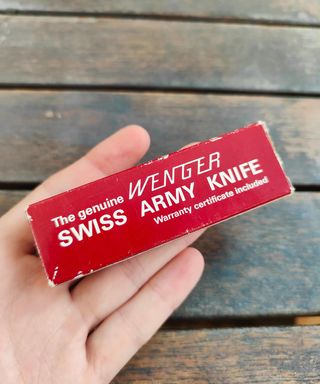 The genuine WENGER
SWISS ARMY KNIFE
Warranty certificate included